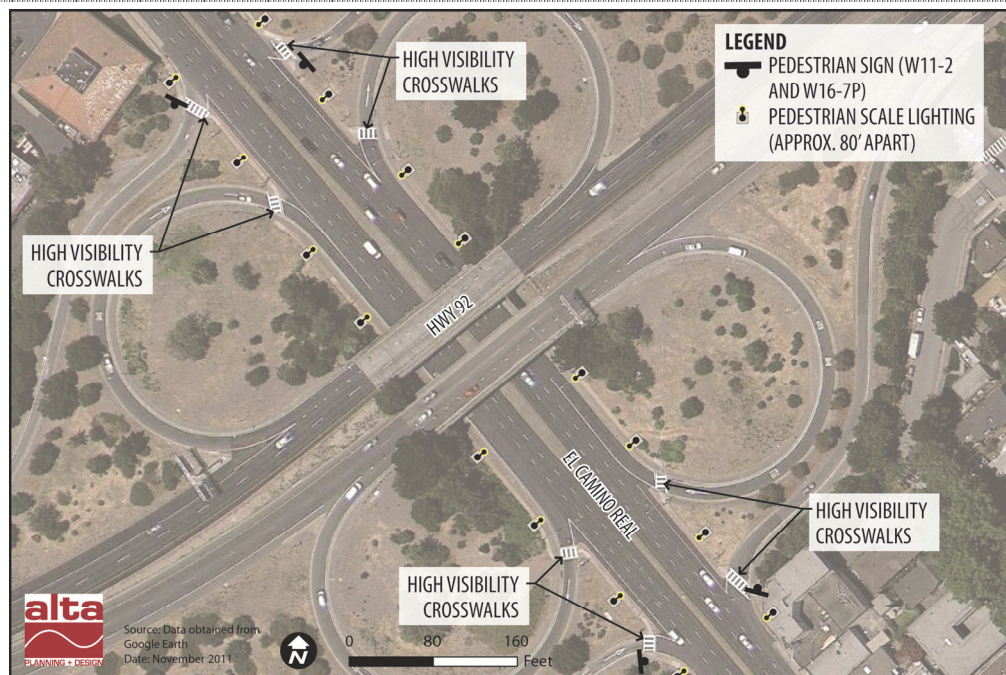 HIGH VISIBILITY
CROSSWALKS
LEGEND
PEDESTRIAN SIGN (W11-2
AND W16-7P)
PEDESTRIAN SCALE LIGHTING
(APPROX. 80' APART)
HIGH VISIBILITY
CROSSWALKS
HWY 92
EL CAMINO REAL
HIGH VISIBILITY
CROSSWALKS
HIGH VISIBILITY
CROSSWALKS
alta
PLANNING + DESIGN
Source: Data obtained from
Google Earth
Date: November 2011
N
0 80 160
Feet